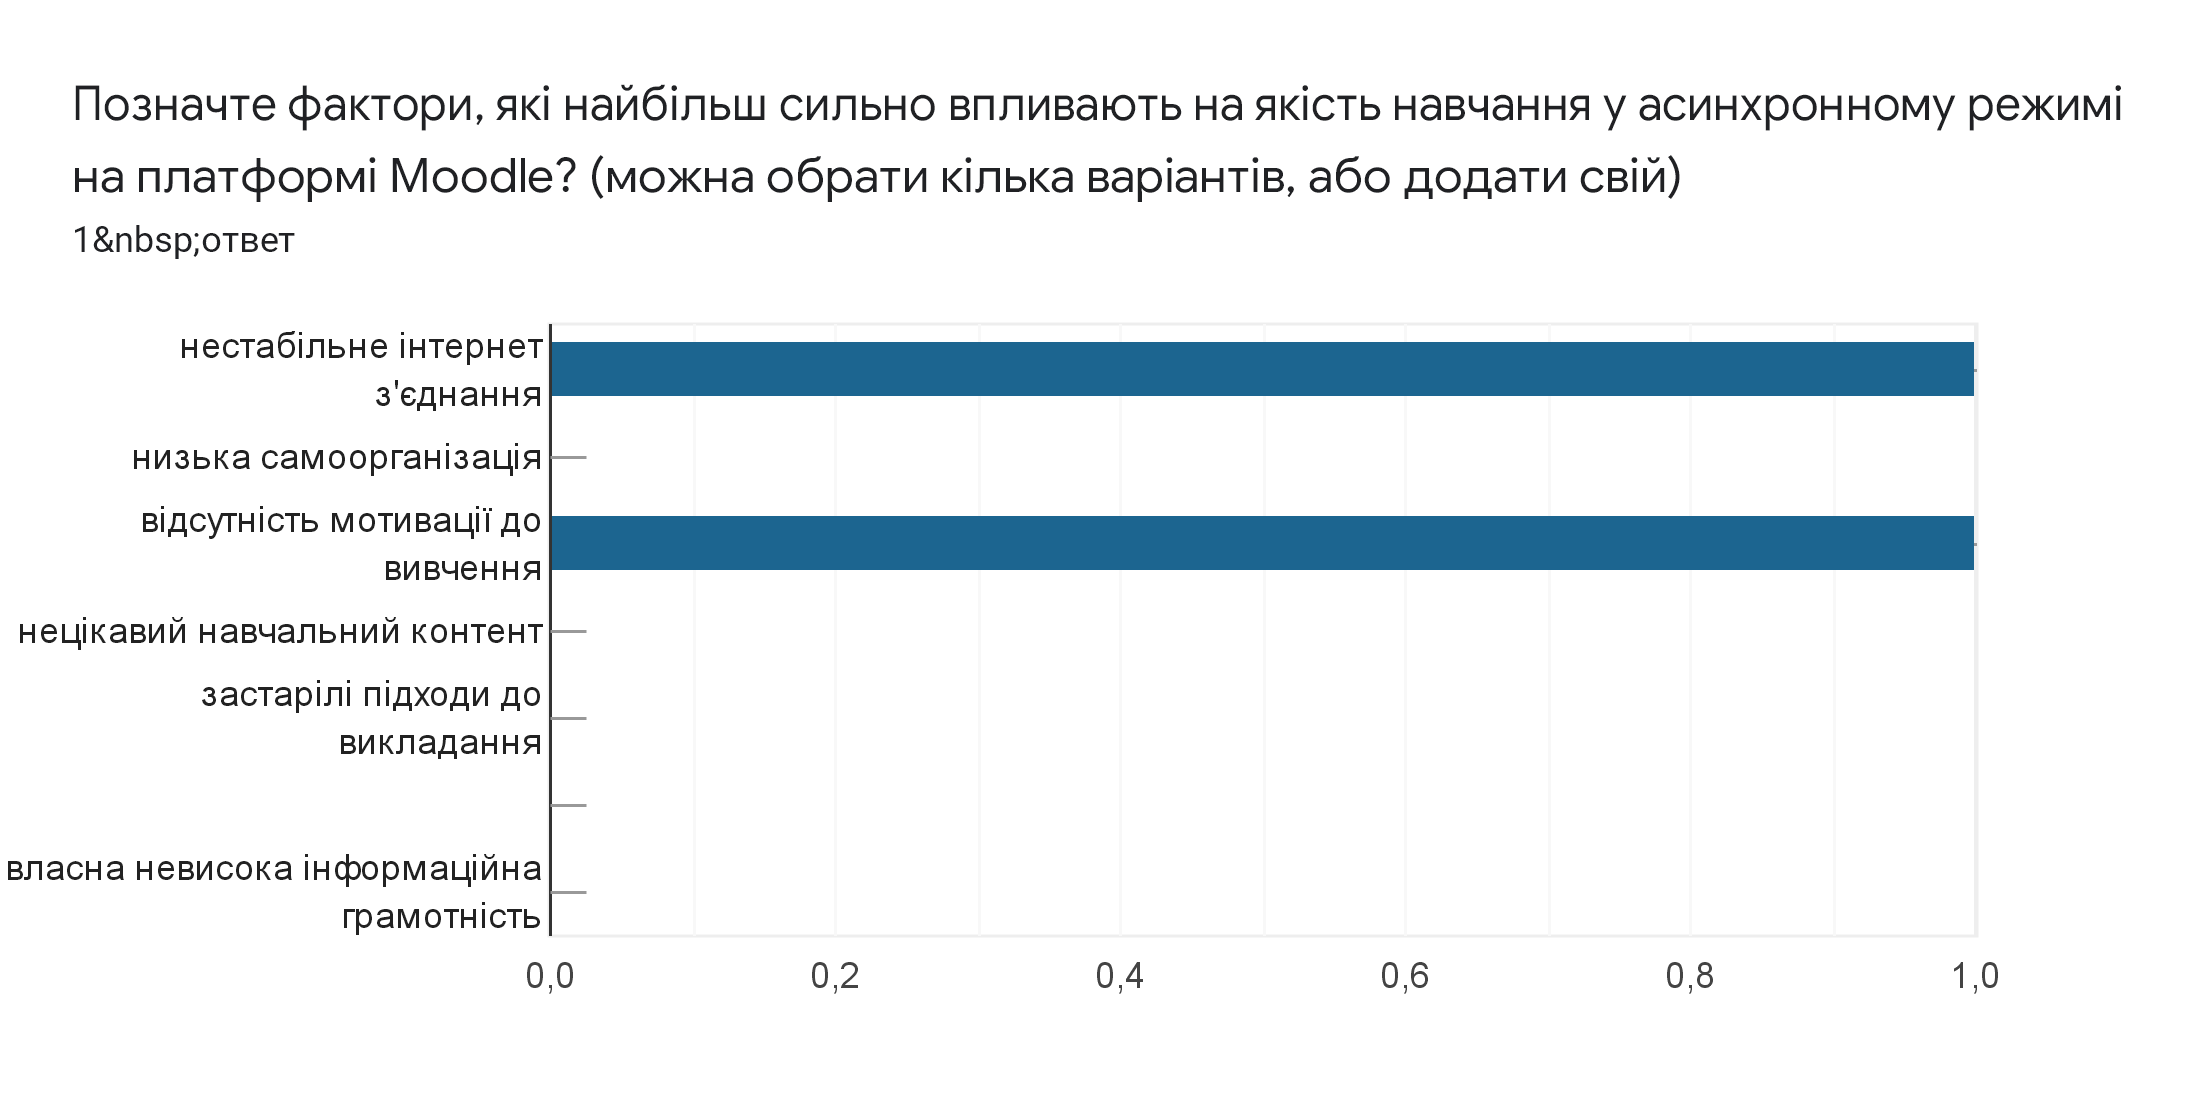 Позначте фактори, які найбільш сильно впливають на якість навчання у асинхронному режимі
на платформі Moodle? (можна обрати кілька варіантів, або додати свій)
1&nbsp;ответ
нестабільне інтернет
з'єднання
низька самоорганізація
відсутність мотивації до
вивчення
нецікавий навчальний контент
застарілі підходи до
викладання
власна невисока інформаційна
грамотність
0,0 0,2 0,4 0,6 0,8 1,0